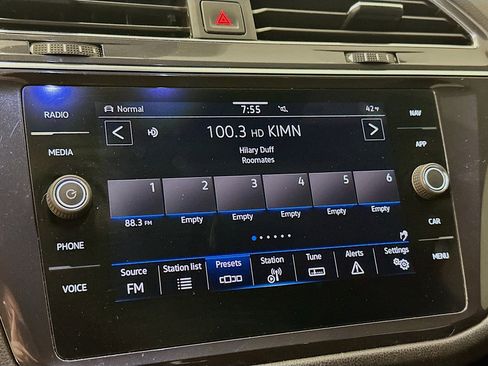 RADIO
MEDIA
PHONE
VOICE
Normal
7:55
42°F
100.3 HD KIMN
Hilary Duff
Roomates
1 2 3 4 5 6
88.3 FM Empty Empty Empty Empty Empty
Source Station list Presets Station Tune Alerts Settings
FM
NAV
APP
CAR
MENU